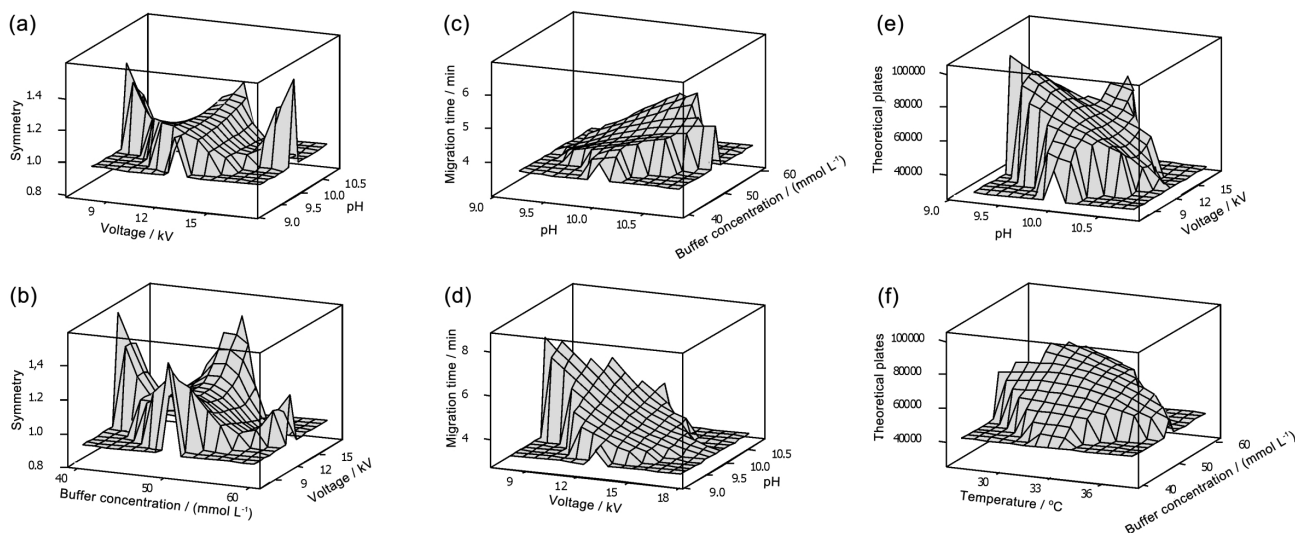 (a)
Symmetry
1.4
1.2
1.0
0.8
9
12
15
Voltage / kV
9.0
9.5
10.0
10.5
pH
(c)
Migration time / min
6
5
4
9.0
9.5
10.0
10.5
pH
40
50
60
Buffer concentration / (mmol L-1)
(e)
Theoretical plates
100000
80000
60000
40000
9.0
9.5
10.0
10.5
pH
9
12
15
Voltage / kV
(b)
Symmetry
1,4
1.2
1.0
0.8
40
50
60
Buffer concentration / (mmol L-1)
9
12
15
Voltage / kV
(d)
Migration time / min
8
6
4
9
12
15
18
Voltage / kV
9.0
9.5
10.0
10.5
pH
(f)
Theoretical plates
100000
80000
60000
40000
30
33
36
Temperature / ºC
40
50
60
Buffer concentration / (mmol L-1)